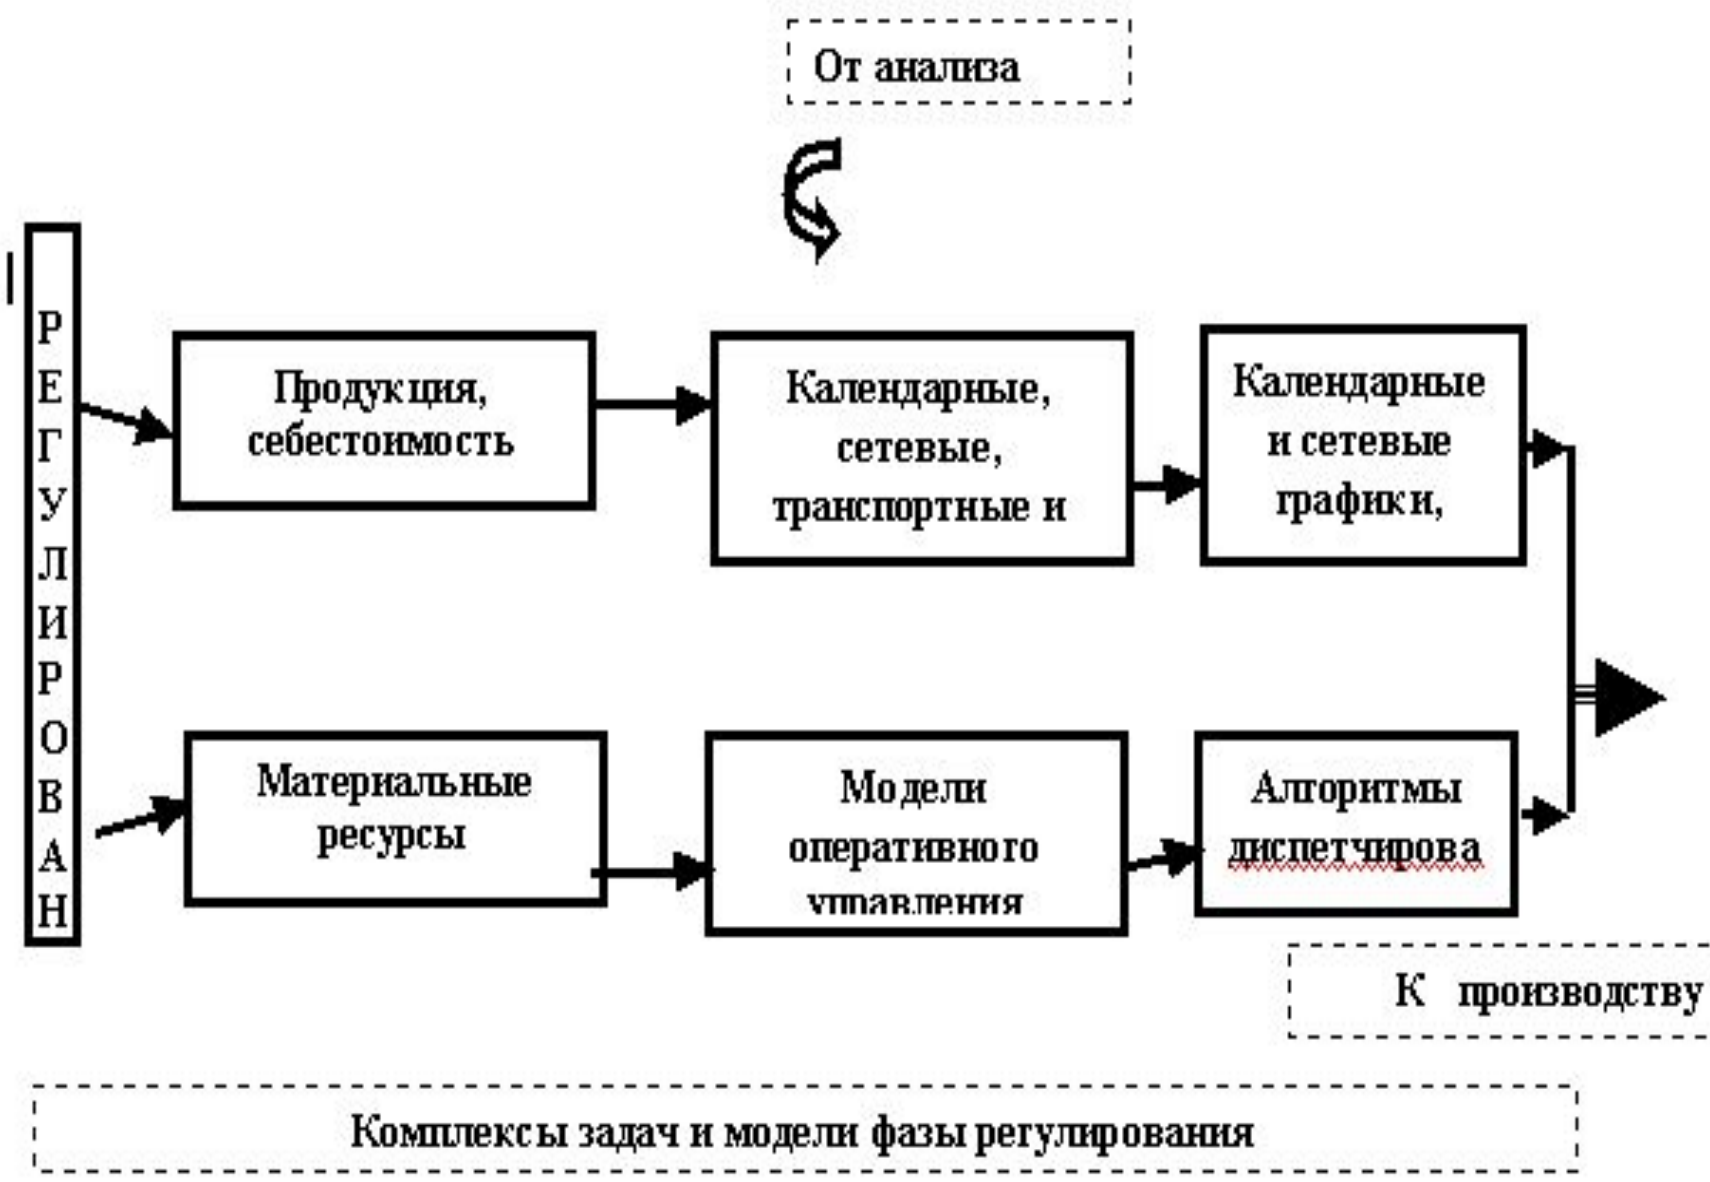 От анализа
Р
Е
Г
У
Л
И
Р
О
В
А
Н
Продукция,
себестоимость
Календарные,
сетевые,
транспортные и
Календарные
и сетевые
графики,
Материальные
ресурсы
Модели
оперативного
управления
Алгоритмы
диспетчирова
К производству
Комплексы задач и модели фазы регулирования